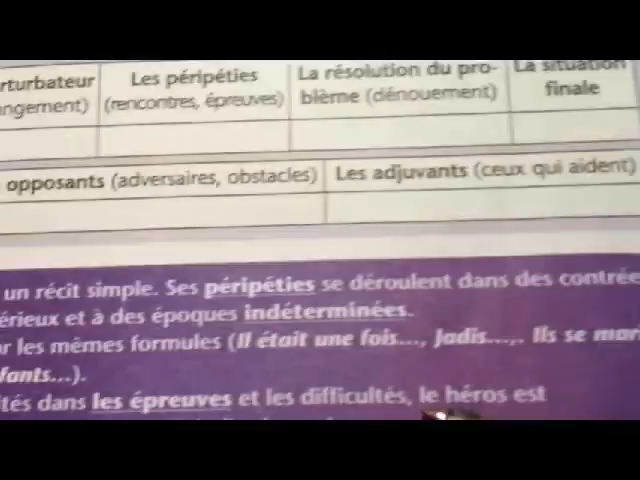 rturbateur Les péripéties La résolution du pro- La situation
ngement) (rencontres, épreuves) blème (dénouement) finale
opposants (adversaires, obstacles) Les adjuvants (ceux qui aident)
un récit simple. Ses péripéties se déroulent dans des contrée
érieux et à des époques indéterminées.
r les mêmes formules (Il était une fois..., Jadis..., Ils se mar
fants...).
tés dans les épreuves et les difficultés, le héros est